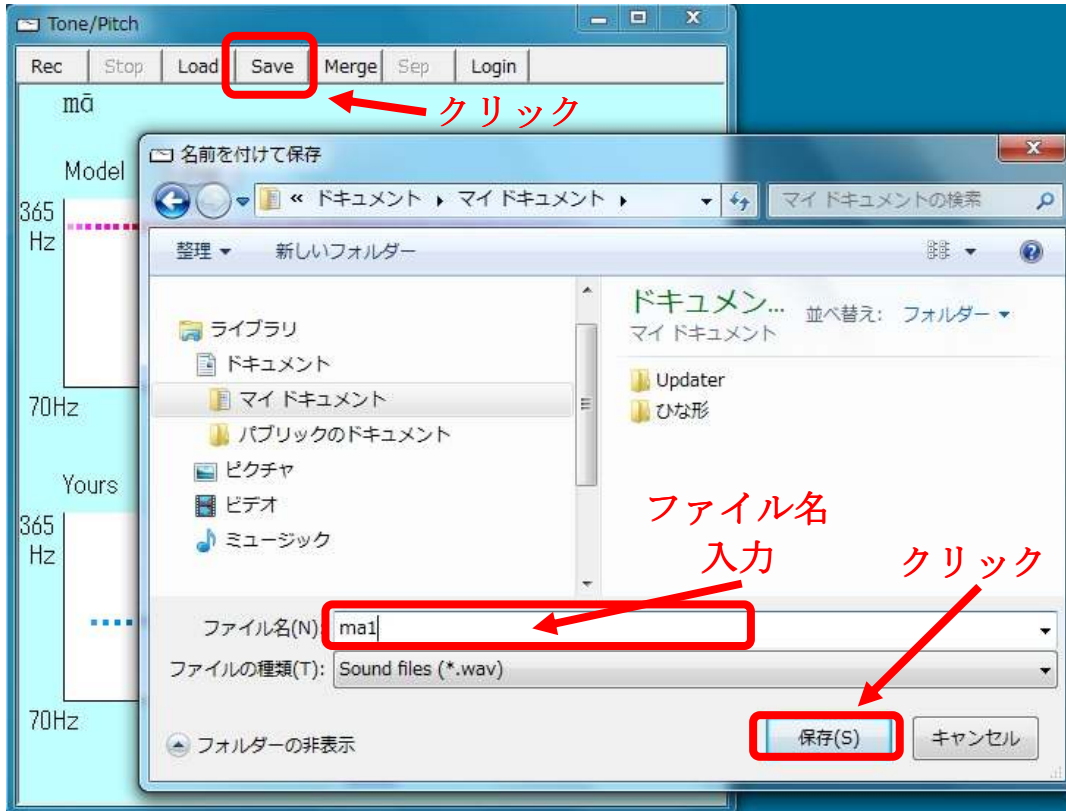 Tone/Pitch
Rec Stop Load Save Merge Sep Login
mā
クリック
Model
365
Hz
70Hz
Yours
365
Hz
70Hz
名前を付けて保存
« ドキュメント ▸ マイ ドキュメント ▸
マイ ドキュメントの検索
整理 ▼ 新しいフォルダー
ライブラリ
ドキュメント
マイ ドキュメント
パブリックのドキュメント
ピクチャ
ビデオ
ミュージック
ドキュメン...
マイ ドキュメント
並べ替え: フォルダー ▼
Updater
ひな形
ファイル名
入力
クリック
ファイル名(N): ma1
ファイルの種類(T): Sound files (*.wav)
フォルダーの非表示
保存(S) キャンセル